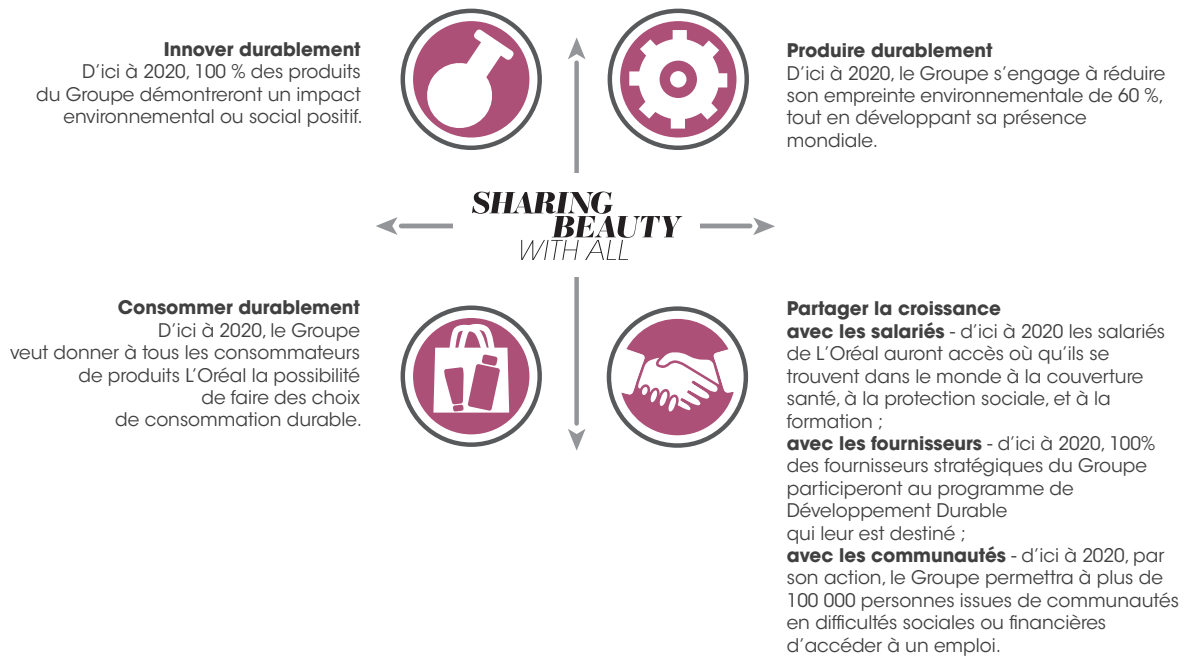 Innover durablement
D'ici à 2020, 100 % des produits
du Groupe démontreront un impact
environnemental ou social positif.
Produire durablement
D'ici à 2020, le Groupe s'engage à réduire
son empreinte environnementale de 60 %,
tout en développant sa présence
mondiale.
SHARING
BEAUTY
WITH ALL
Consommer durablement
D'ici à 2020, le Groupe
veut donner à tous les consommateurs
de produits L'Oréal la possibilité
de faire des choix
de consommation durable.
Partager la croissance
avec les salariés - d'ici à 2020 les salariés
de L'Oréal auront accès où qu'ils se
trouvent dans le monde à la couverture
santé, à la protection sociale, et à la
formation ;
avec les fournisseurs - d'ici à 2020, 100%
des fournisseurs stratégiques du Groupe
participeront au programme de
Développement Durable
qui leur est destiné ;
avec les communautés - d'ici à 2020, par
son action, le Groupe permettra à plus de
100 000 personnes issues de communautés
en difficultés sociales ou financières
d'accéder à un emploi.